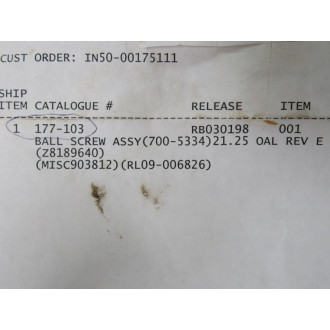 CUST ORDER: IN50-00175111
SHIP
ITEM CATALOGUE # RELEASE ITEM
1 177-103 RB030198 001
BALL SCREW ASSY(700-5334)21.25 OAL REV E
(Z8189640)
(MISC903812)(RL09-006826)